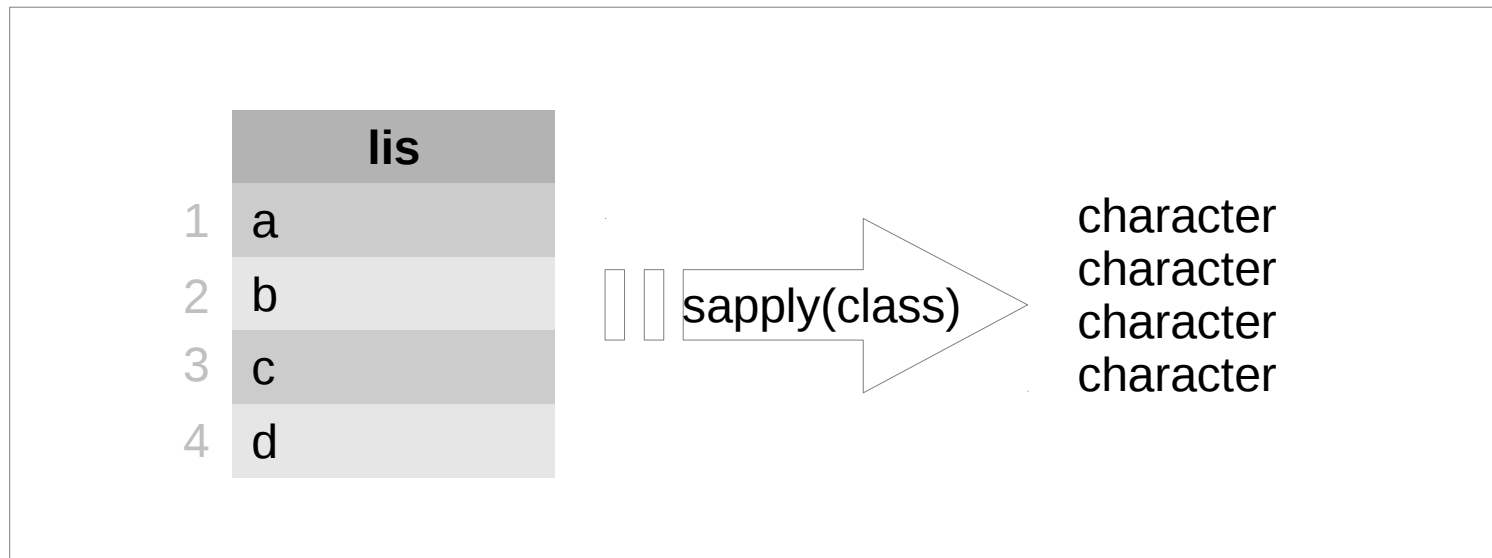 lis
1 a
2 b
3 c
4 d
sapply(class)
character
character
character
character